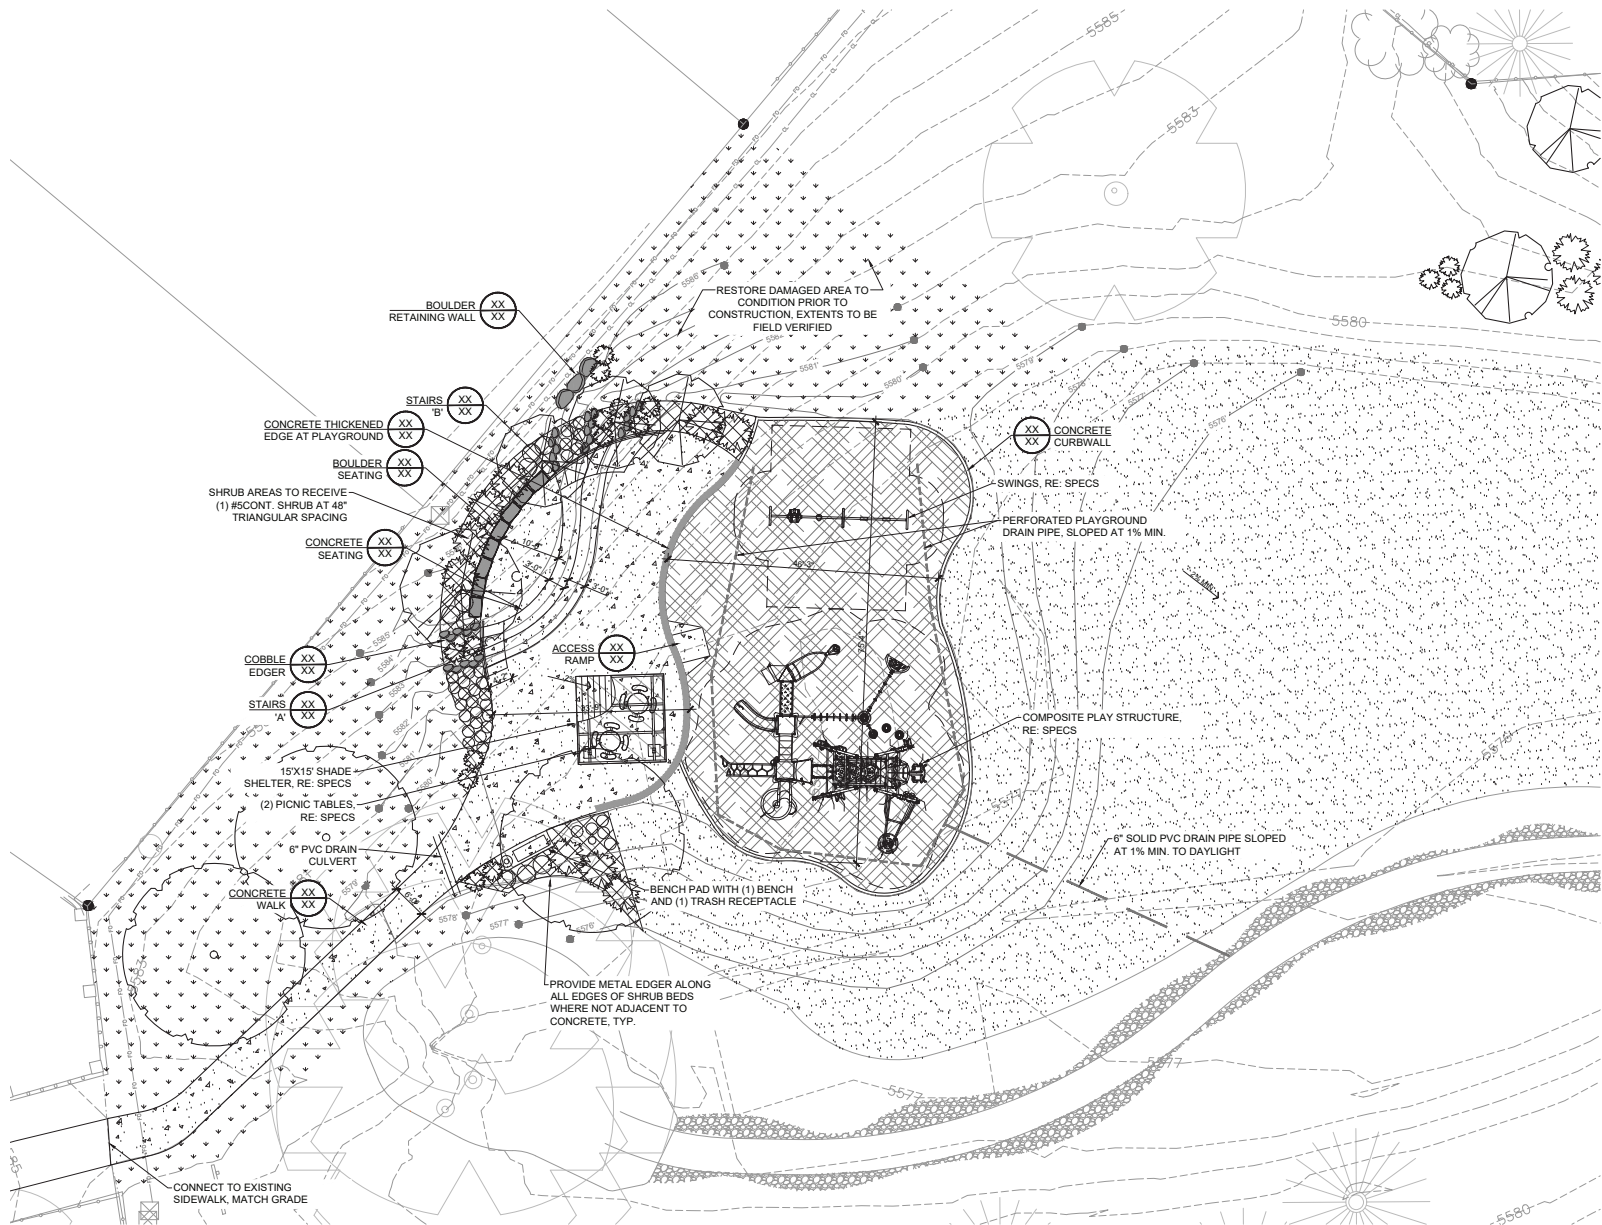 5585
5583
5586'
RESTORE DAMAGED AREA TO
CONDITION PRIOR TO
CONSTRUCTION, EXTENTS TO BE
FIELD VERIFIED
BOULDER
RETAINING WALL
XX
XX
5580
5581'
5580'
5579'
5577'
5576'
STAIRS
'B'
XX
XX
CONCRETE THICKENED
EDGE AT PLAYGROUND
XX
XX
XX
XX
CONCRETE
CURBWALL
BOULDER
SEATING
XX
XX
SWINGS, RE: SPECS
SHRUB AREAS TO RECEIVE
(1) #5CONT. SHRUB AT 48"
TRIANGULAR SPACING
PERFORATED PLAYGROUND
DRAIN PIPE, SLOPED AT 1% MIN.
CONCRETE
SEATING
XX
XX
46'-3"
5585'
5584'
5583'
5582'
COBBLE
EDGER
XX
XX
ACCESS
RAMP
XX
XX
STAIRS
'A'
XX
XX
COMPOSITE PLAY STRUCTURE,
RE: SPECS
15'X15' SHADE
SHELTER, RE: SPECS
(2) PICNIC TABLES,
RE: SPECS
6" PVC DRAIN
CULVERT
6" SOLID PVC DRAIN PIPE SLOPED
AT 1% MIN. TO DAYLIGHT
CONCRETE
WALK
XX
XX
BENCH PAD WITH (1) BENCH
AND (1) TRASH RECEPTACLE
5578'
5577'
5576'
PROVIDE METAL EDGER ALONG
ALL EDGES OF SHRUB BEDS
WHERE NOT ADJACENT TO
CONCRETE, TYP.
5577
5577
CONNECT TO EXISTING
SIDEWALK, MATCH GRADE
5580